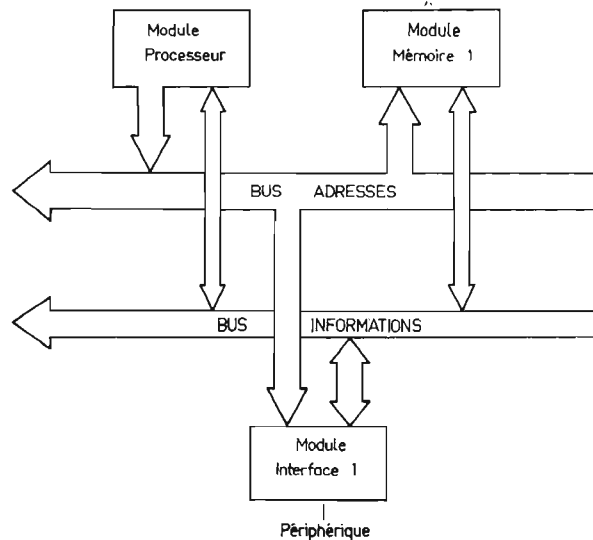 Module
Processeur
Module
Mémoire 1
BUS ADRESSES
BUS INFORMATIONS
Module
Interface 1
Périphérique